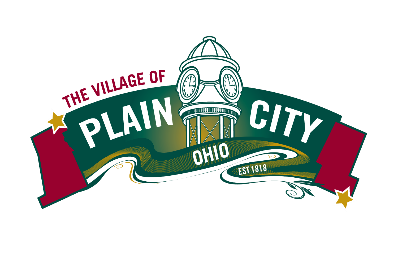 THE VILLAGE OF
PLAIN CITY
OHIO
EST 1818